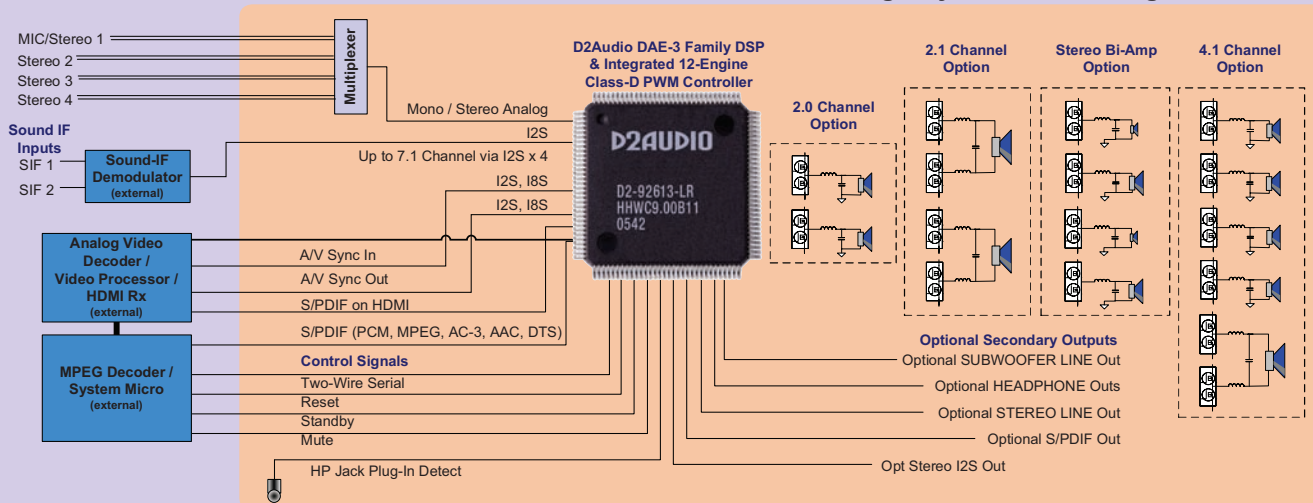 MIC/Stereo 1
Stereo 2
Stereo 3
Stereo 4
Multiplexer
Sound IF
Inputs
SIF 1
SIF 2
Sound-IF
Demodulator
(external)
Analog Video
Decoder /
Video Processor /
HDMI Rx
(external)
MPEG Decoder /
System Micro
(external)
Mono / Stereo Analog
I2S
Up to 7.1 Channel via I2S x 4
I2S, I8S
I2S, I8S
A/V Sync In
A/V Sync Out
S/PDIF on HDMI
S/PDIF (PCM, MPEG, AC-3, AAC, DTS)
Control Signals
Two-Wire Serial
Reset
Standby
Mute
HP Jack Plug-In Detect
D2Audio DAE-3 Family DSP
& Integrated 12-Engine
Class-D PWM Controller
D2AUDIO
D2-92613-LR
HHWC9.00B11
0542
2.0 Channel
Option
2.1 Channel
Option
Stereo Bi-Amp
Option
4.1 Channel
Option
Optional Secondary Outputs
Optional SUBWOOFER LINE Out
Optional HEADPHONE Outs
Optional STEREO LINE Out
Optional S/PDIF Out
Opt Stereo I2S Out